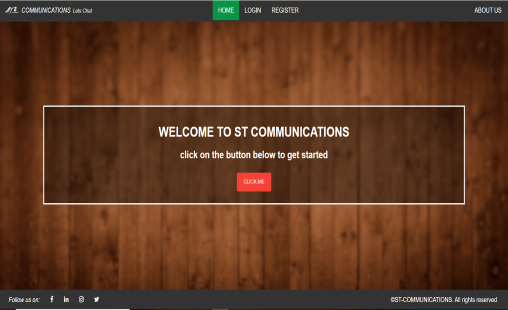 COMMUNICATIONS Lets Chat
HOME LOGIN REGISTER
ABOUT US
WELCOME TO ST COMMUNICATIONS
click on the button below to get started
CLICK ME
Follow us on:
©ST-COMMUNICATIONS. All rights reserved